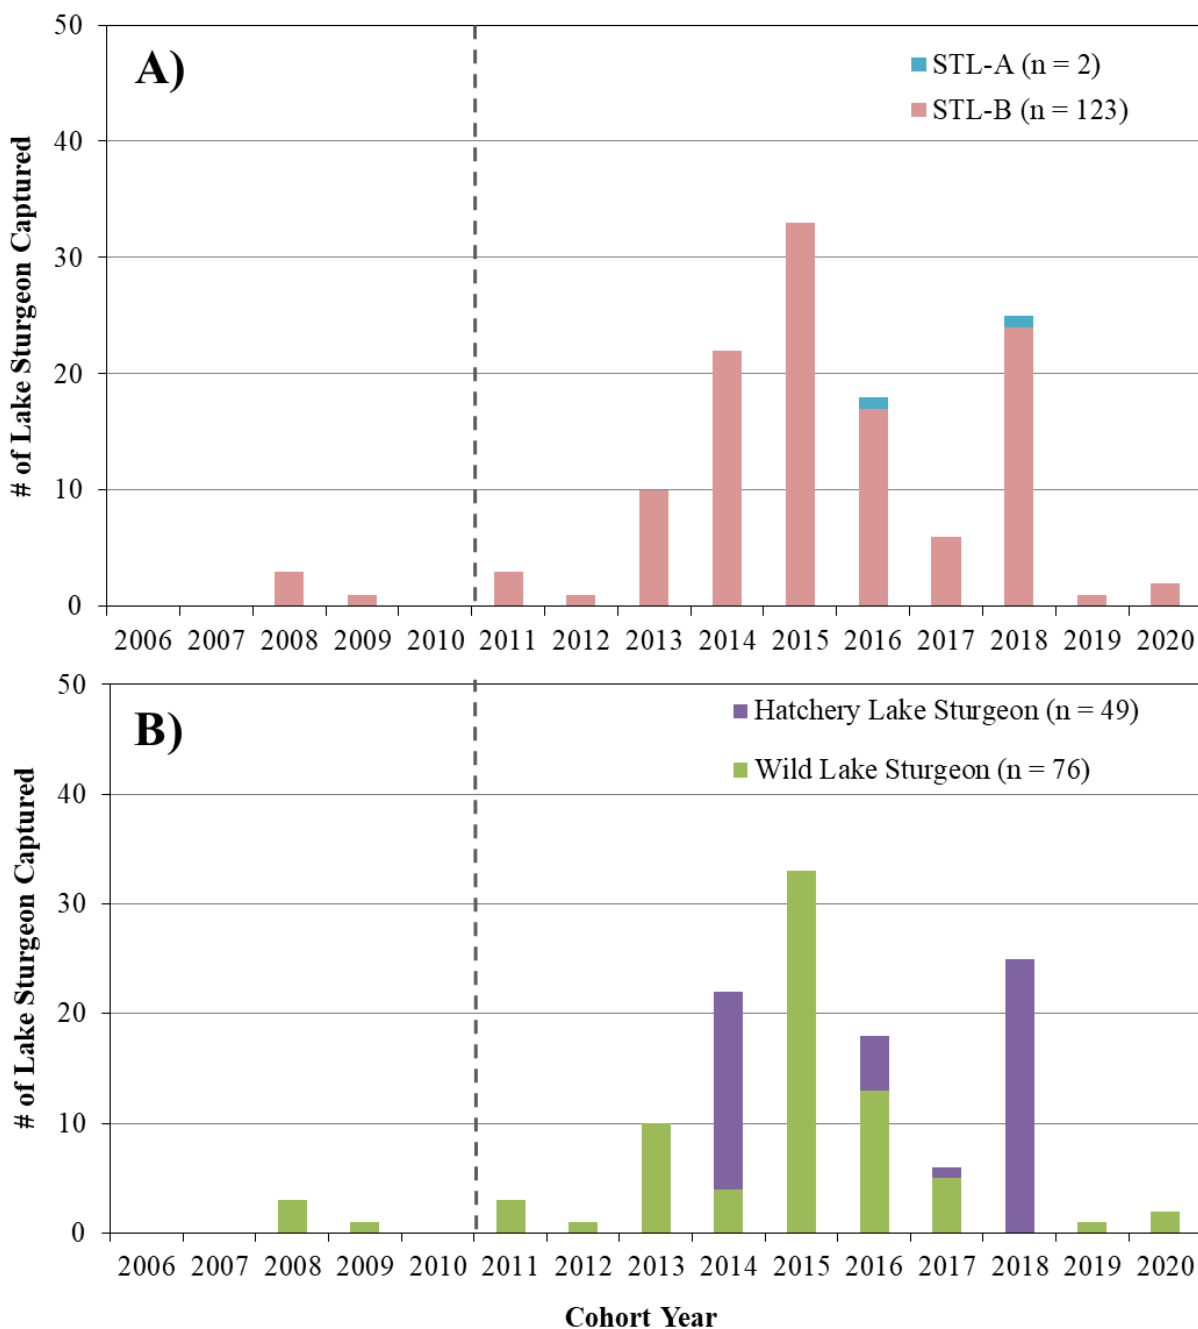 A)
STL-A (n = 2)
STL-B (n = 123)
# of Lake Sturgeon Captured
50
40
30
20
10
0
2006 2007 2008 2009 2010 2011 2012 2013 2014 2015 2016 2017 2018 2019 2020
B)
Hatchery Lake Sturgeon (n = 49)
Wild Lake Sturgeon (n = 76)
# of Lake Sturgeon Captured
50
40
30
20
10
0
2006 2007 2008 2009 2010 2011 2012 2013 2014 2015 2016 2017 2018 2019 2020
Cohort Year